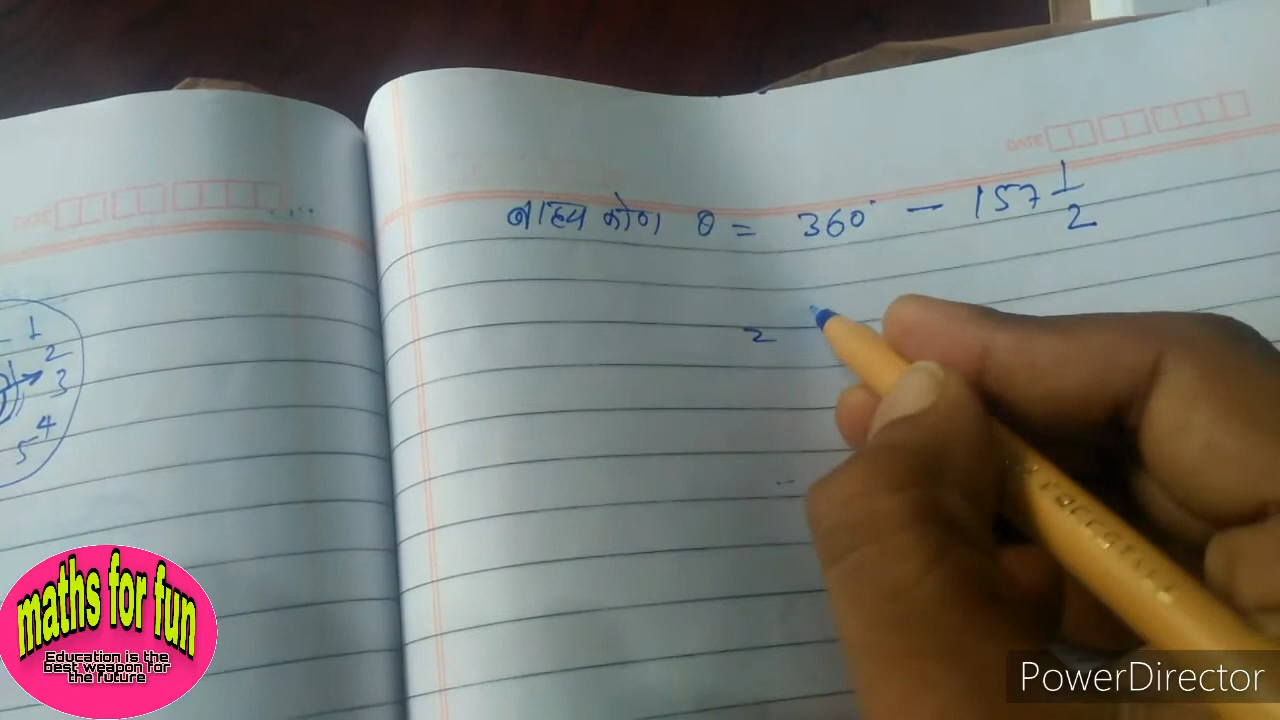 DATE
1
2
3
4
5
DATE
बाह्य कोण θ = 360° - 157 1/2
=
maths for fun
Education is the
best weapon for
the future
PowerDirector